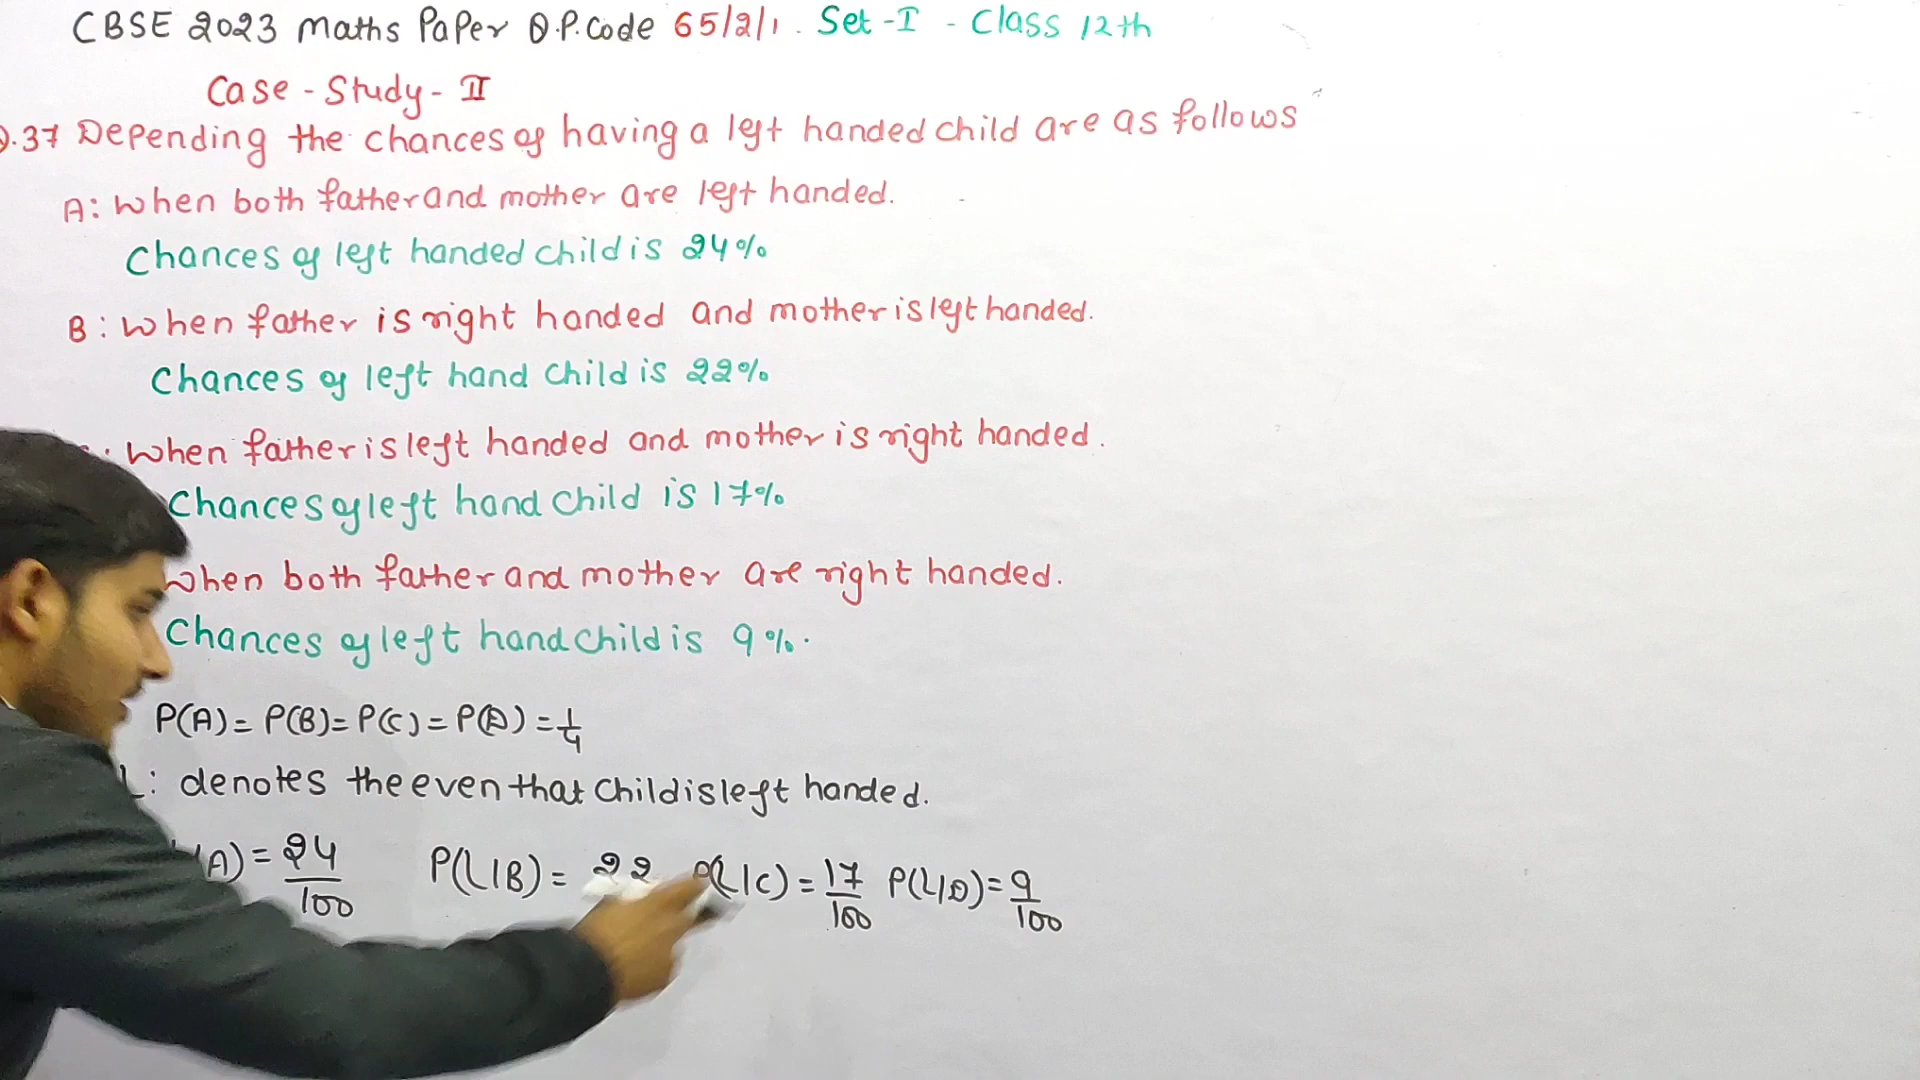 CBSE 2023 Maths Paper Q.P. Code 65/2/1. Set-I - Class 12th
Case-Study-II
Q.37 Depending the chances of having a left handed child are as follows
A: When both father and mother are left handed.
Chances of left handed child is 24%
B: When father is right handed and mother is left handed.
Chances of left hand child is 22%
: When father is left handed and mother is right handed.
Chances of left hand child is 17%
When both father and mother are right handed.
Chances of left hand child is 9%.
P(A) = P(B) = P(C) = P(D) = 1/4
L: denotes the even that child is left handed.
/A) = 24/100 P(L/B) = 22 P(L/C) = 17/100 P(L/D) = 9/100